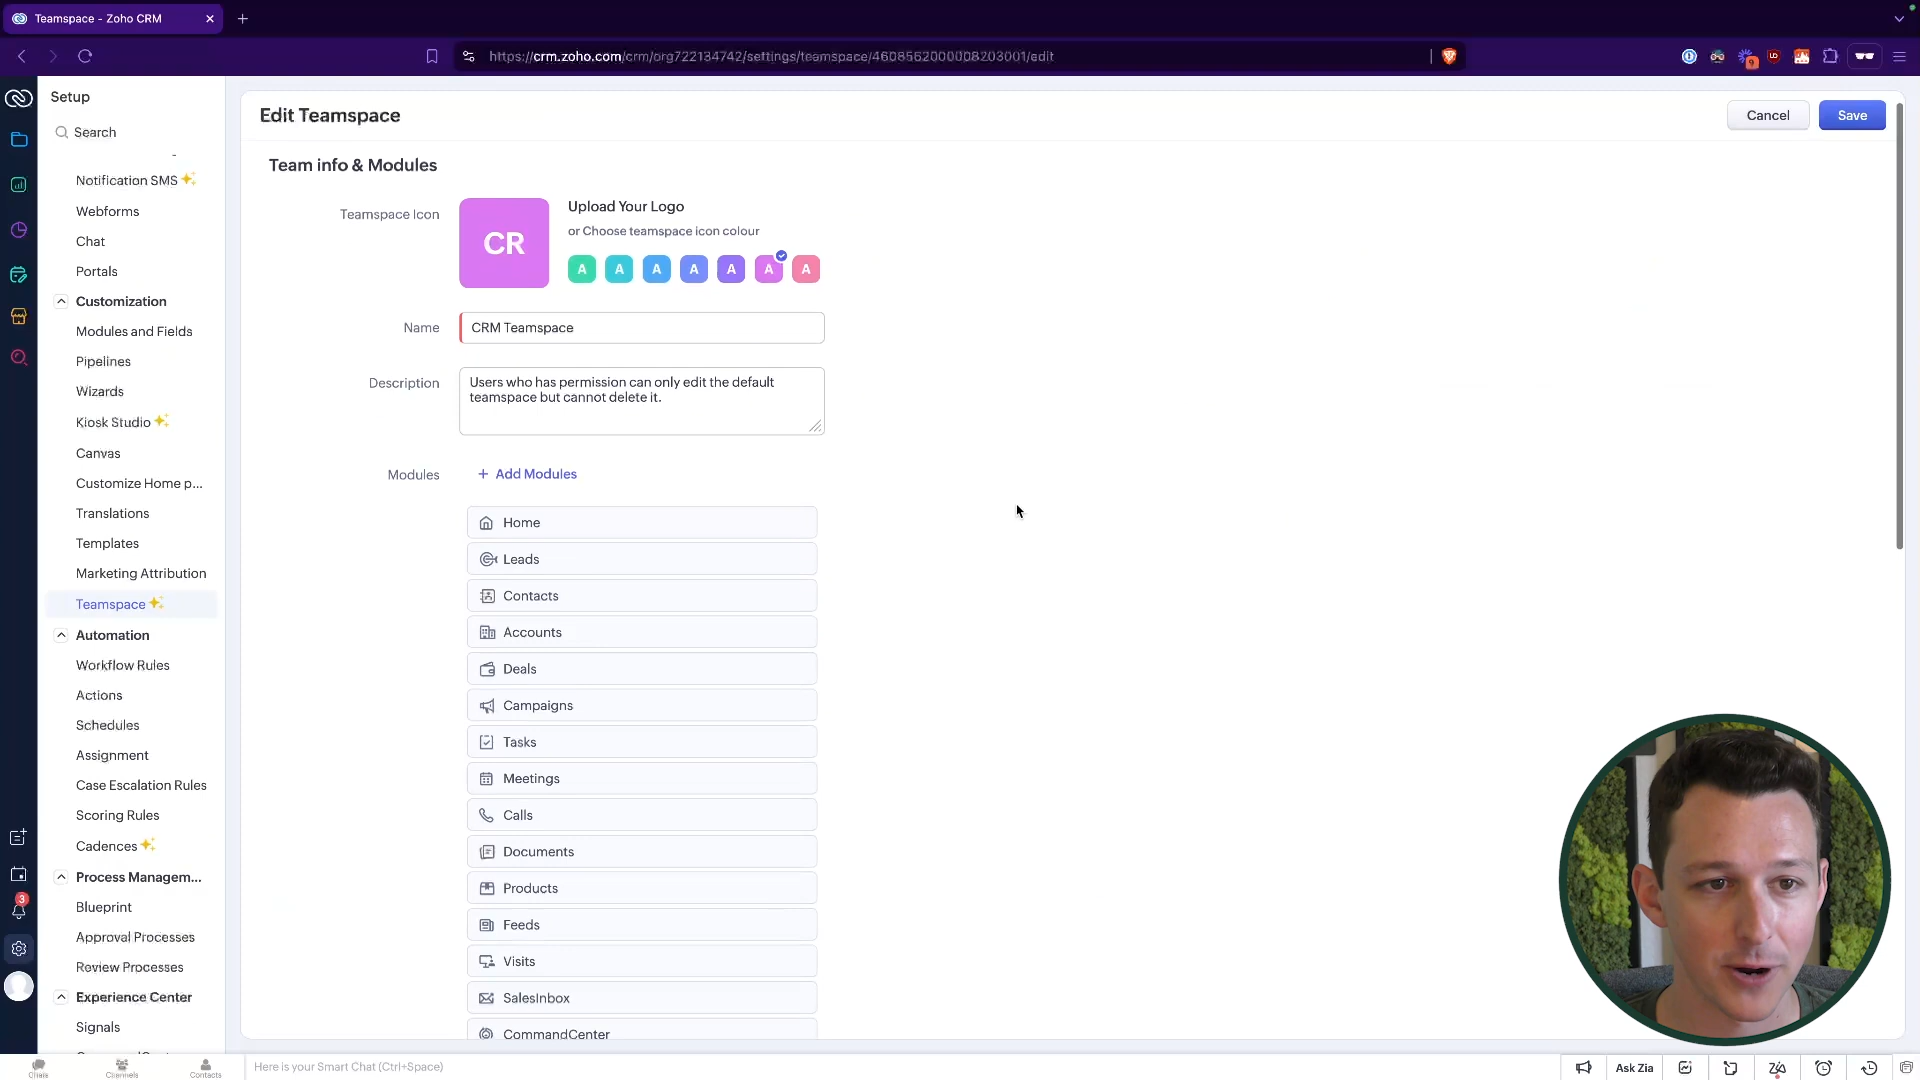 Teamspace - Zoho CRM
https://crm.zoho.com/crm/org722134742/settings/teamspace/4608562000008203001/edit
Setup
Search
Notification SMS
Webforms
Chat
Portals
Customization
Modules and Fields
Pipelines
Wizards
Kiosk Studio
Canvas
Customize Home p...
Translations
Templates
Marketing Attribution
Teamspace
Automation
Workflow Rules
Actions
Schedules
Assignment
Case Escalation Rules
Scoring Rules
Cadences
Process Managem...
Blueprint
Approval Processes
Review Processes
Experience Center
Signals
3
9
Edit Teamspace
Cancel
Save
Team info & Modules
Teamspace Icon
CR
Upload Your Logo
or Choose teamspace icon colour
A A A A A A A
Name
CRM Teamspace
Description
Users who has permission can only edit the default
teamspace but cannot delete it.
Modules
+ Add Modules
Home
Leads
Contacts
Accounts
Deals
Campaigns
Tasks
Meetings
Calls
Documents
Products
Feeds
Visits
SalesInbox
CommandCenter
Chats
Channels
Contacts
Here is your Smart Chat (Ctrl+Space)
Ask Zia